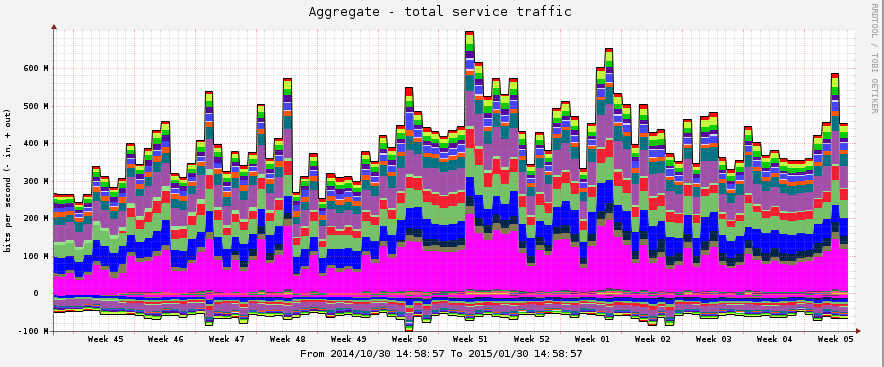 Aggregate - total service traffic
RRDTOOL / TOBI OETIKER
bits per second (- in, + out)
600 M
500 M
400 M
300 M
200 M
100 M
0
-100 M
Week 45 Week 46 Week 47 Week 48 Week 49 Week 50 Week 51 Week 52 Week 01 Week 02 Week 03 Week 04 Week 05
From 2014/10/30 14:58:57 To 2015/01/30 14:58:57